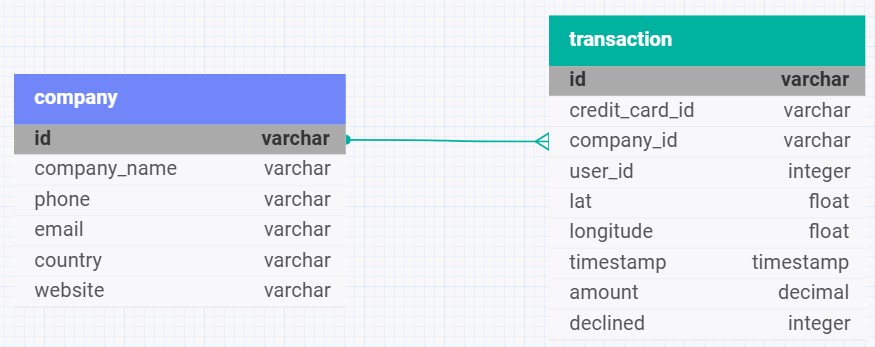 company
id varchar
company_name varchar
phone varchar
email varchar
country varchar
website varchar
transaction
id varchar
credit_card_id varchar
company_id varchar
user_id integer
lat float
longitude float
timestamp timestamp
amount decimal
declined integer